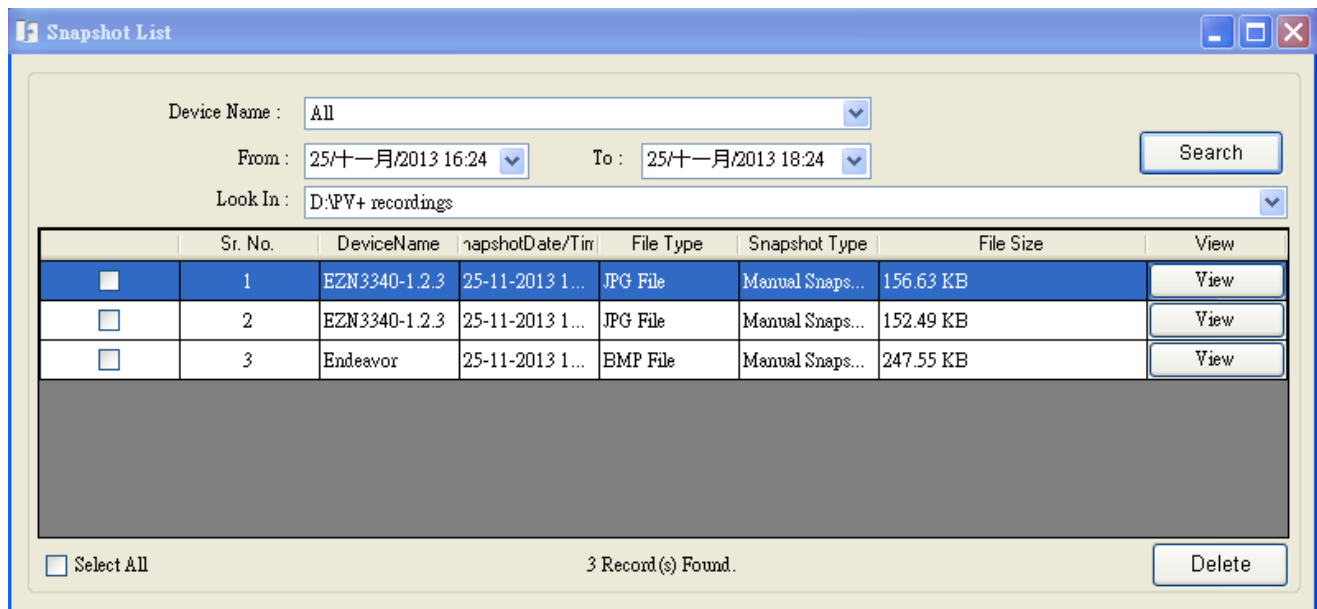 Snapshot List
Device Name : All
From : 25/十一月/2013 16:24 To : 25/十一月/2013 18:24 Search
Look In : D:\PV+ recordings
Sr. No. DeviceName napshotDate/Tim File Type Snapshot Type File Size View
1 EZN3340-1.2.3 25-11-2013 1... JPG File Manual Snaps... 156.63 KB View
2 EZN3340-1.2.3 25-11-2013 1... JPG File Manual Snaps... 152.49 KB View
3 Endeavor 25-11-2013 1... BMP File Manual Snaps... 247.55 KB View
Select All 3 Record(s) Found. Delete